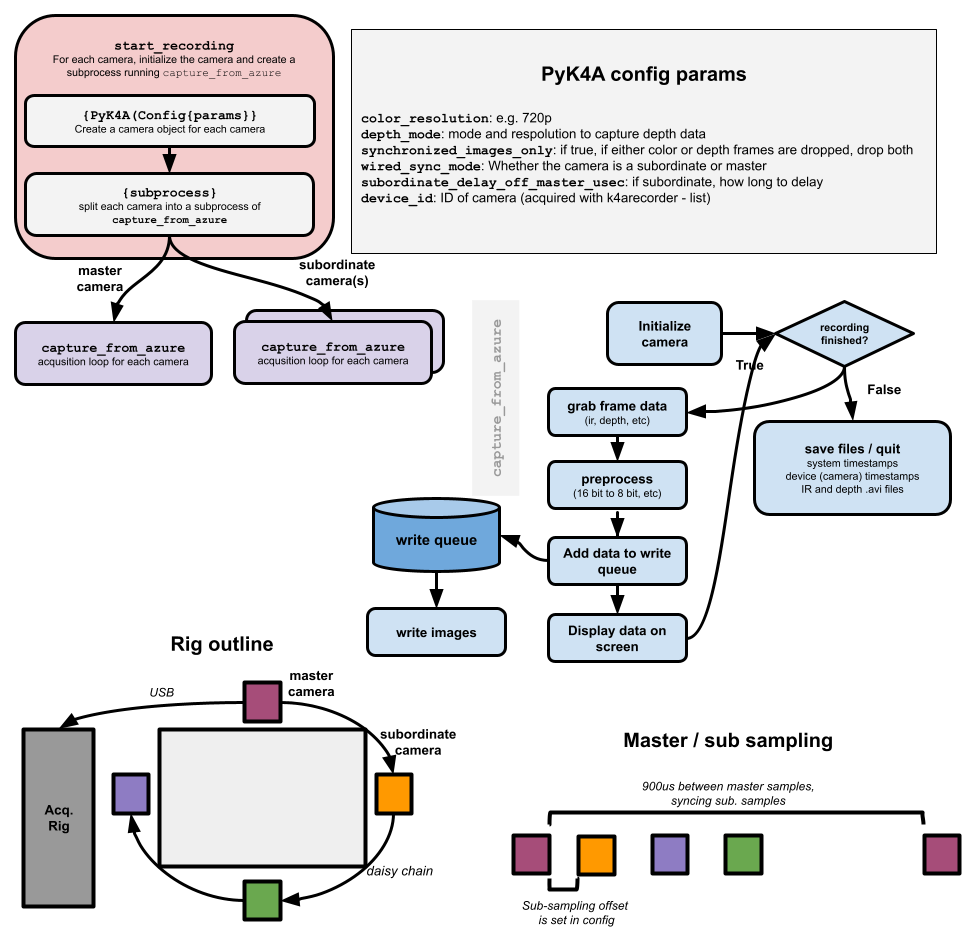 start_recording
For each camera, initialize the camera and create a
subprocess running capture_from_azure
{PyK4A(Config{params}}
Create a camera object for each camera
{subprocess}
split each camera into a subprocess of
capture_from_azure
master
camera
subordinate
camera(s)
capture_from_azure
acqusition loop for each camera
capture_from_azure
acqusition loop for each camera
PyK4A config params
color_resolution: e.g. 720p
depth_mode: mode and respolution to capture depth data
synchronized_images_only: if true, if either color or depth frames are dropped, drop both
wired_sync_mode: Whether the camera is a subordinate or master
subordinate_delay_off_master_usec: if subordinate, how long to delay
device_id: ID of camera (acquired with k4arecorder - list)
capture_from_azure
Initialize
camera
recording
finished?
True
False
grab frame data
(ir, depth, etc)
preprocess
(16 bit to 8 bit, etc)
Add data to write
queue
Display data on
screen
write queue
write images
save files / quit
system timestamps
device (camera) timestamps
IR and depth .avi files
Rig outline
USB
master
camera
subordinate
camera
Acq.
Rig
daisy chain
Master / sub sampling
900us between master samples,
syncing sub. samples
Sub-sampling offset
is set in config